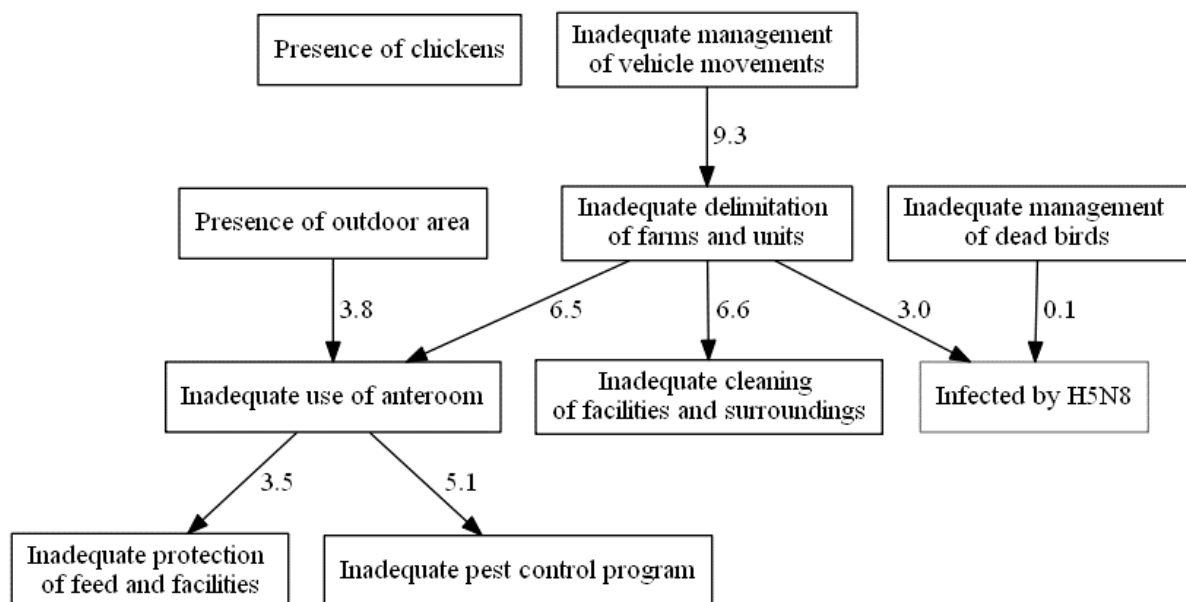 Presence of chickens
Inadequate management
of vehicle movements
9.3
Presence of outdoor area
Inadequate delimitation
of farms and units
Inadequate management
of dead birds
3.8
6.5
6.6
3.0
0.1
Inadequate use of anteroom
Inadequate cleaning
of facilities and surroundings
Infected by H5N8
3.5
5.1
Inadequate protection
of feed and facilities
Inadequate pest control program